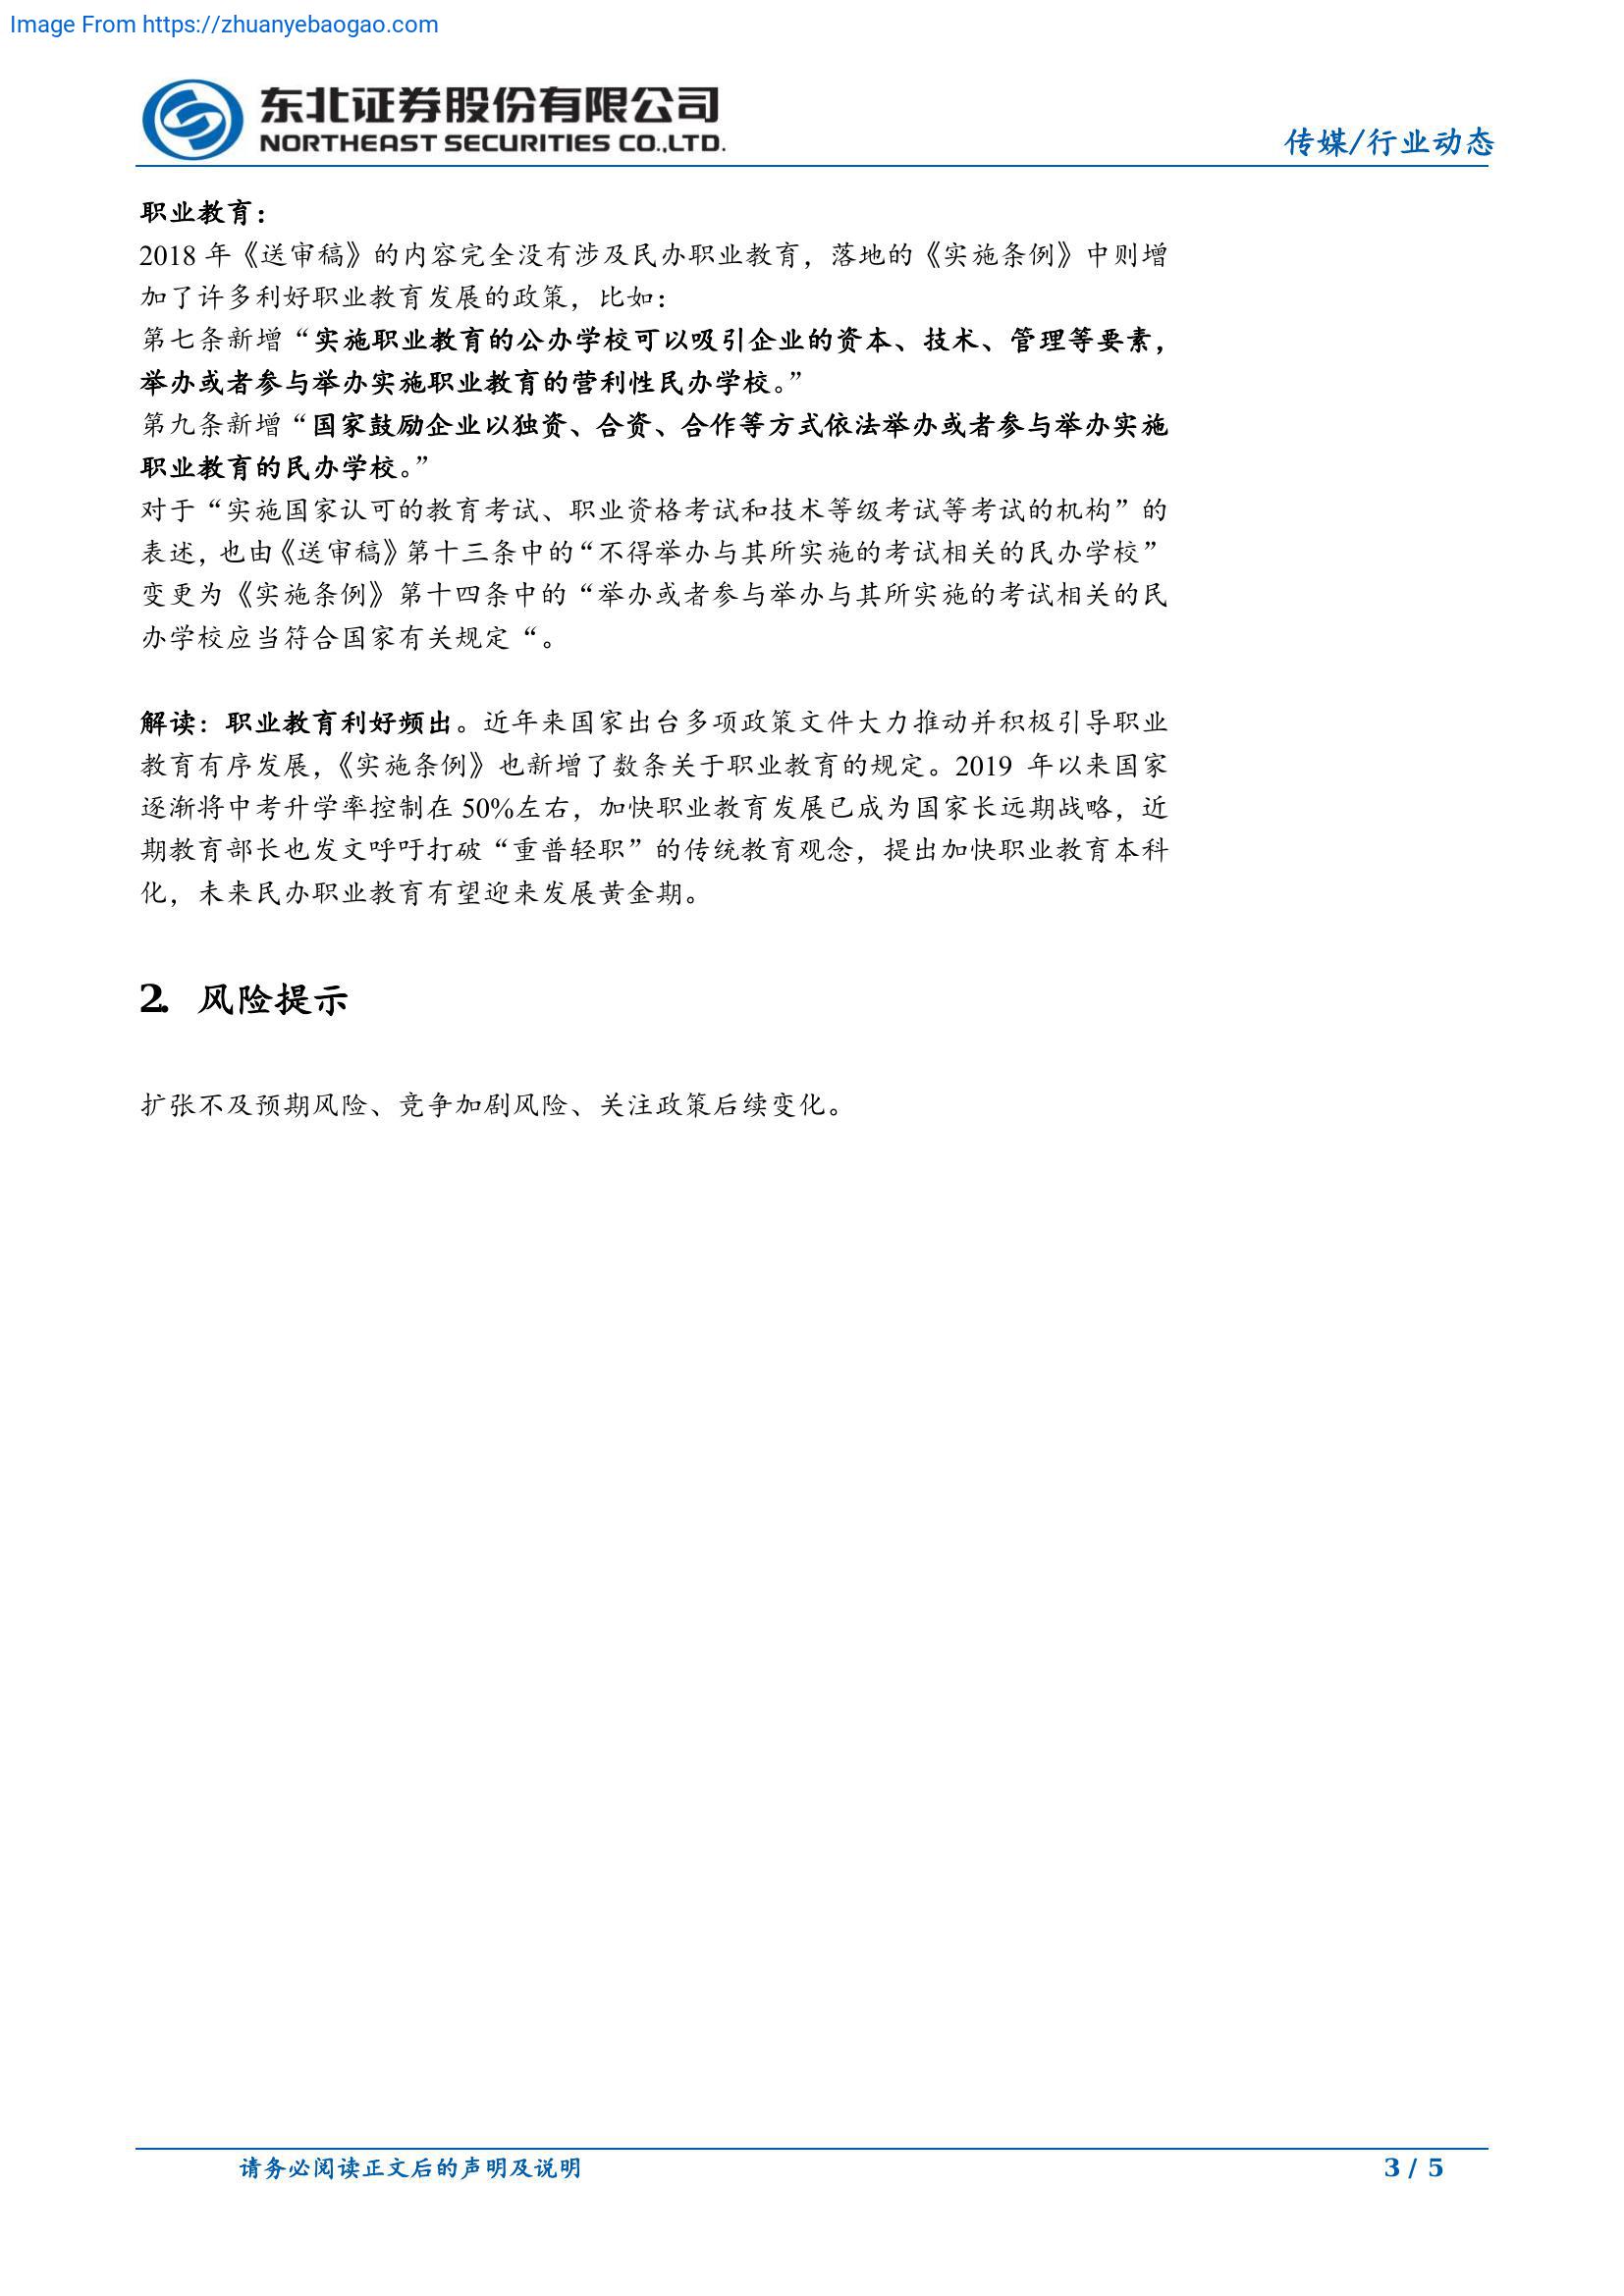 Image From https://zhuanyebaogao.com
东北证券股份有限公司
NORTHEAST SECURITIES CO.,LTD.
传媒/行业动态
职业教育：
2018 年《送审稿》的内容完全没有涉及民办职业教育，落地的《实施条例》中则增
加了许多利好职业教育发展的政策，比如：
第七条新增“实施职业教育的公办学校可以吸引企业的资本、技术、管理等要素，
举办或者参与举办实施职业教育的营利性民办学校。”
第九条新增“国家鼓励企业以独资、合资、合作等方式依法举办或者参与举办实施
职业教育的民办学校。”
对于“实施国家认可的教育考试、职业资格考试和技术等级考试等考试的机构”的
表述，也由《送审稿》第十三条中的“不得举办与其所实施的考试相关的民办学校”
变更为《实施条例》第十四条中的“举办或者参与举办与其所实施的考试相关的民
办学校应当符合国家有关规定“。
解读：职业教育利好频出。近年来国家出台多项政策文件大力推动并积极引导职业
教育有序发展，《实施条例》也新增了数条关于职业教育的规定。2019 年以来国家
逐渐将中考升学率控制在 50%左右，加快职业教育发展已成为国家长远期战略，近
期教育部长也发文呼吁打破“重普轻职”的传统教育观念，提出加快职业教育本科
化，未来民办职业教育有望迎来发展黄金期。
2. 风险提示
扩张不及预期风险、竞争加剧风险、关注政策后续变化。
请务必阅读正文后的声明及说明
3 / 5